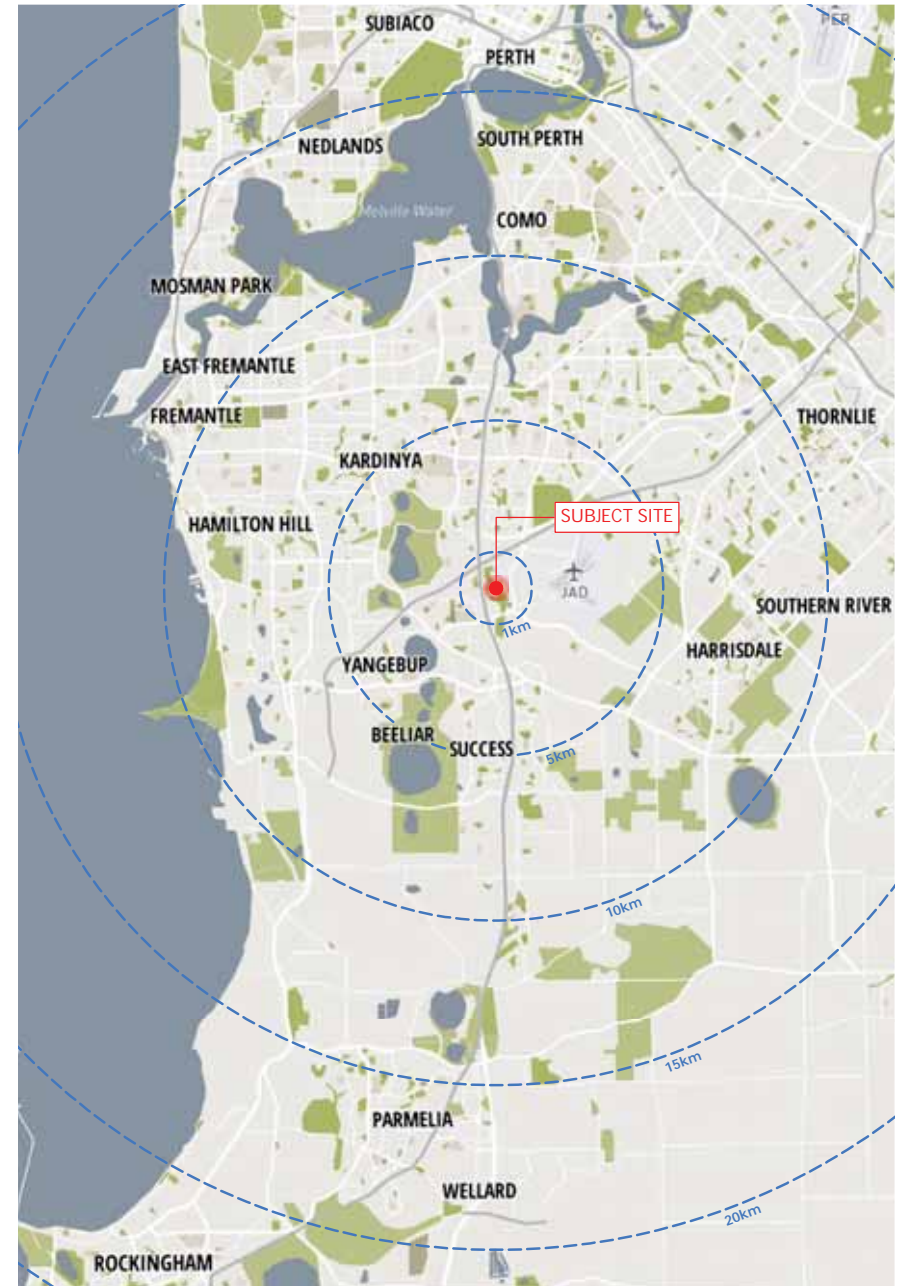 SUBIACO
PER
PERTH
NEDLANDS
SOUTH PERTH
Melville Water
COMO
MOSMAN PARK
EAST FREMANTLE
FREMANTLE
THORNLIE
KARDINYA
SUBJECT SITE
HAMILTON HILL
JAD
SOUTHERN RIVER
1km
HARRISDALE
YANGEBUP
BEELIAR
SUCCESS
5km
10km
15km
PARMELIA
WELLARD
20km
ROCKINGHAM